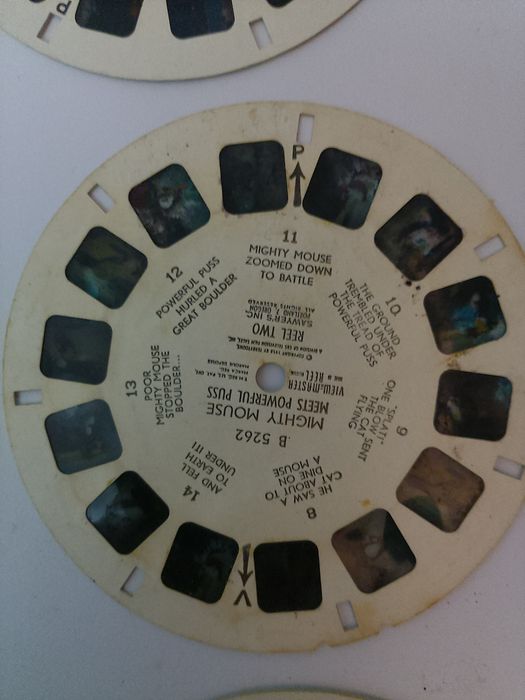 P
11
MIGHTY MOUSE
ZOOMED DOWN
TO BATTLE
10
THE GROUND
TREMBLED UNDER
THE TREAD OF
POWERFUL PUSS
9
ONE "SPLAT!"
BLOW SENT
THE CAT
FLYING
8
HE SAW A
CAT ABOUT TO
DINE ON
A MOUSE
V
14
AND FELL
TO EARTH
UNDER IT!
13
POOR
MIGHTY MOUSE
STOPPED THE
BOULDER...
12
POWERFUL PUSS
HURLED A
GREAT BOULDER
B 5262
MIGHTY MOUSE
MEETS POWERFUL PUSS
VIEW-MASTER
REEL
REEL TWO
SAWYER'S INC.
PORTLAND 7, OREGON
ALL RIGHTS RESERVED